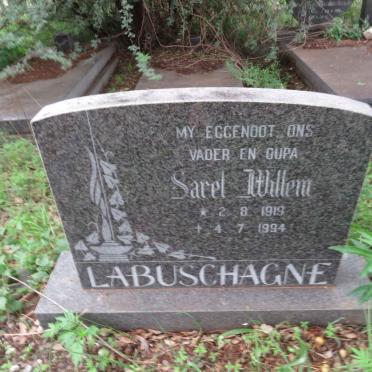 MY EGGENOOT, ONS
VADER EN OUPA
Sarel Willem
* 2. 8. 1919
+ 4. 7. 1994
LABUSCHAGNE